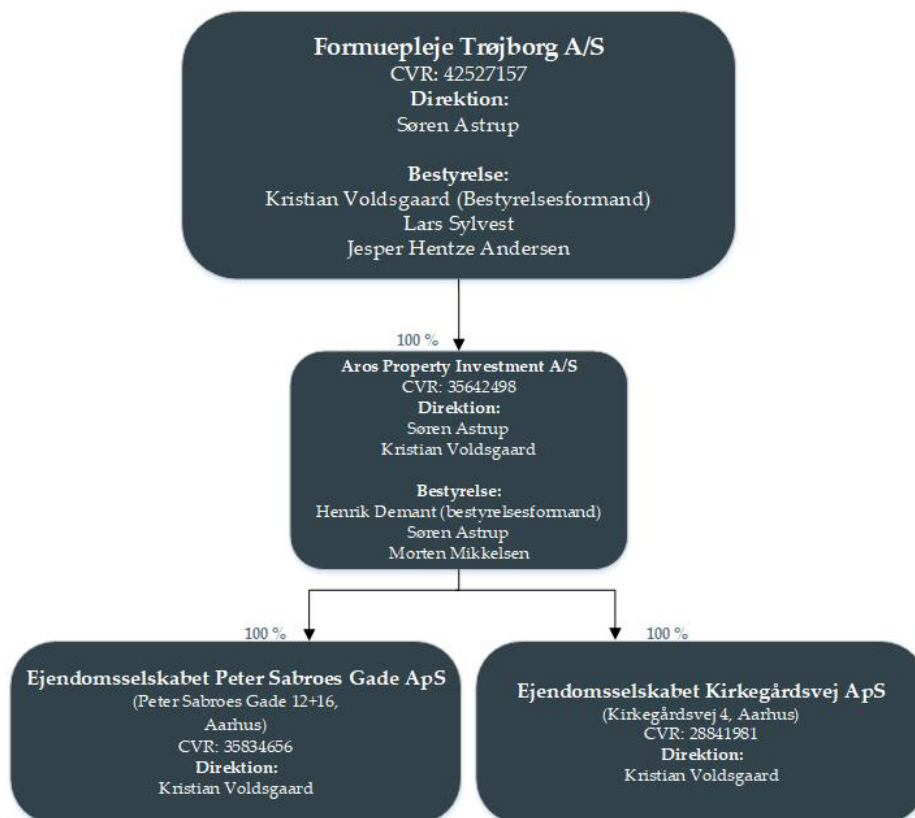 Formuepleje Trøjborg A/S
CVR: 42527157
Direktion:
Søren Astrup
Bestyrelse:
Kristian Voldsgaard (Bestyrelsesformand)
Lars Sylvest
Jesper Hentze Andersen
100 %
Aros Property Investment A/S
CVR: 35642498
Direktion:
Søren Astrup
Kristian Voldsgaard
Bestyrelse:
Henrik Demant (bestyrelsesformand)
Søren Astrup
Morten Mikkelsen
100 %
Ejendomsselskabet Peter Sabroes Gade ApS
(Peter Sabroes Gade 12+16,
Aarhus)
CVR: 35834656
Direktion:
Kristian Voldsgaard
100 %
Ejendomsselskabet Kirkegårdsvej ApS
(Kirkegårdsvej 4, Aarhus)
CVR: 28841981
Direktion:
Kristian Voldsgaard